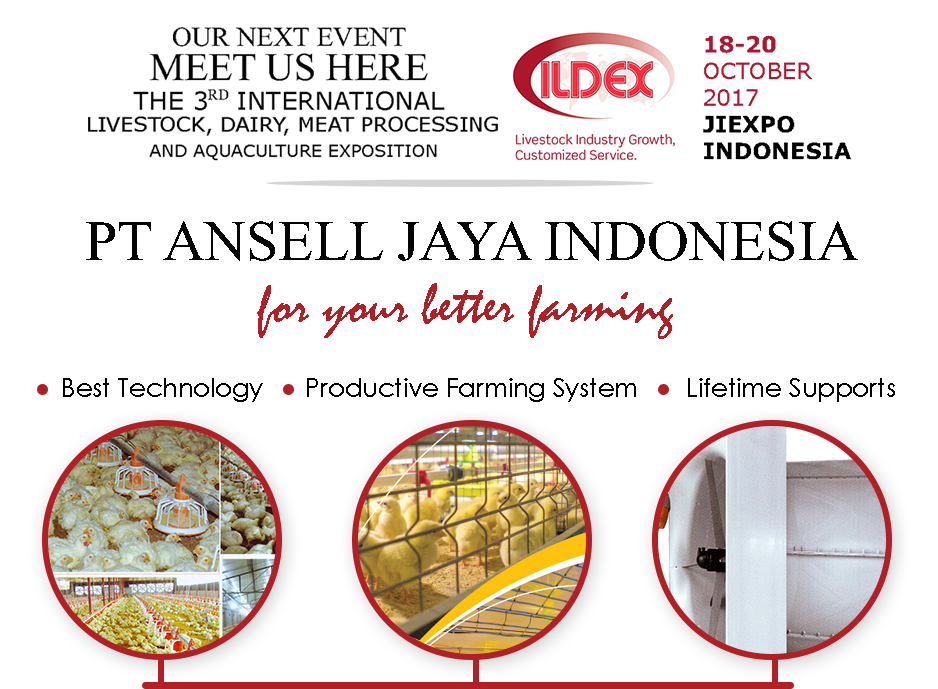 OUR NEXT EVENT
MEET US HERE
THE 3RD INTERNATIONAL
LIVESTOCK, DAIRY, MEAT PROCESSING
AND AQUACULTURE EXPOSITION
ILDEX
Livestock Industry Growth,
Customized Service.
18-20
OCTOBER
2017
JIEXPO
INDONESIA
PT ANSELL JAYA INDONESIA
for your better farming
• Best Technology • Productive Farming System • Lifetime Supports